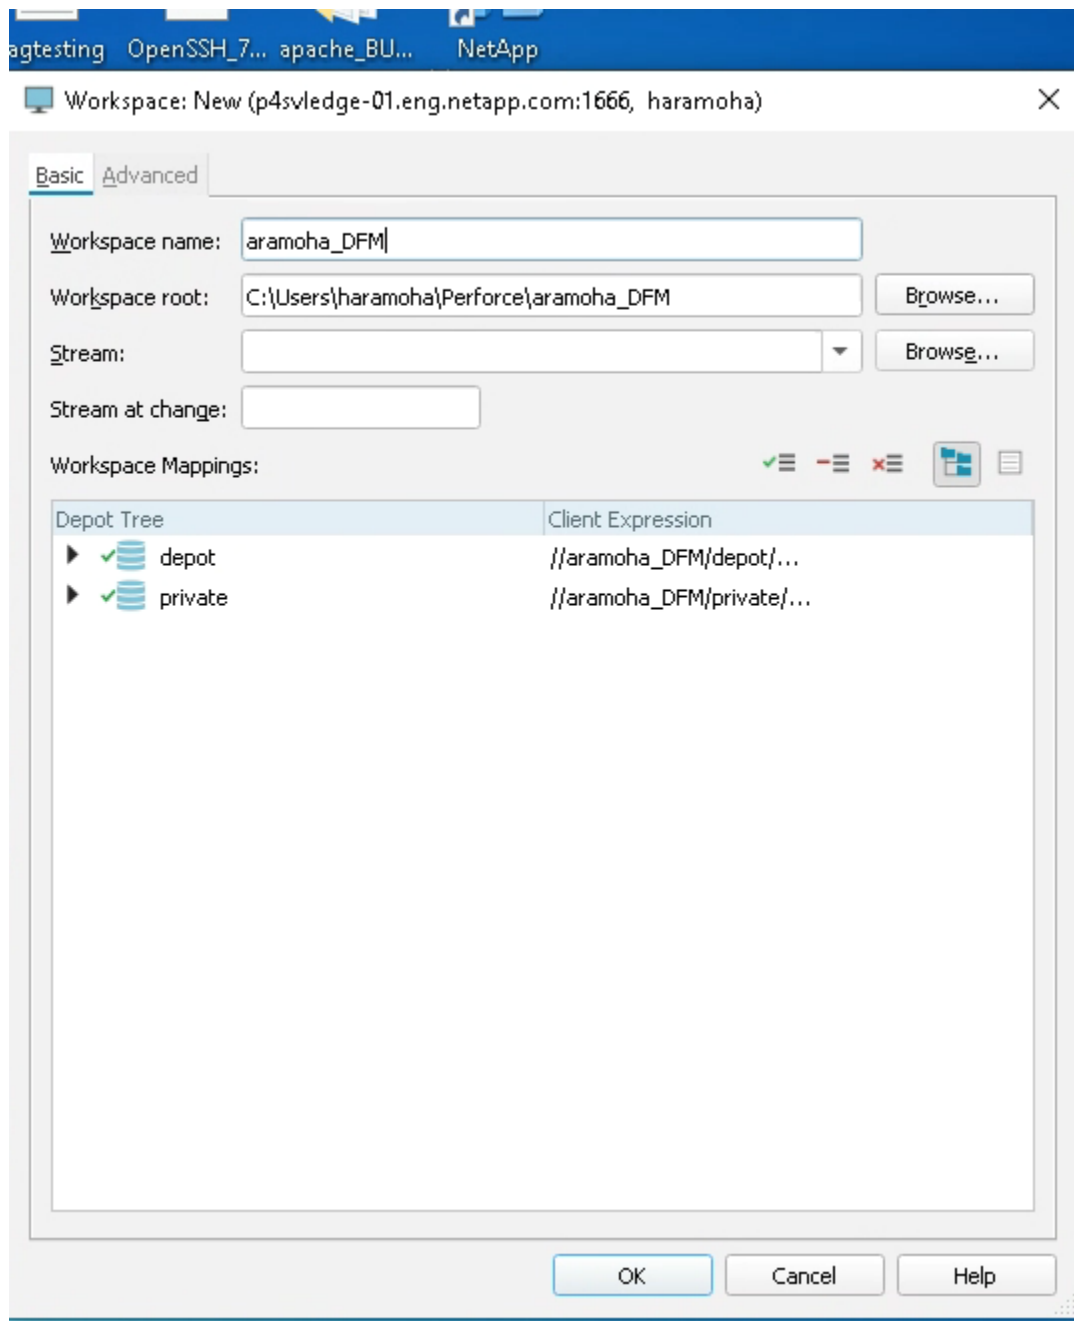 agtesting OpenSSH_7... apache_BU... NetApp
Workspace: New (p4svledge-01.eng.netapp.com:1666, haramoha)
Basic Advanced
Workspace name: aramoha_DFM
Workspace root: C:\Users\haramoha\Perforce\aramoha_DFM Browse...
Stream: Browse...
Stream at change:
Workspace Mappings:
Depot Tree Client Expression
depot //aramoha_DFM/depot/...
private //aramoha_DFM/private/...
OK Cancel Help